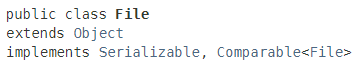 public class File
extends Object
implements Serializable, Comparable<File>